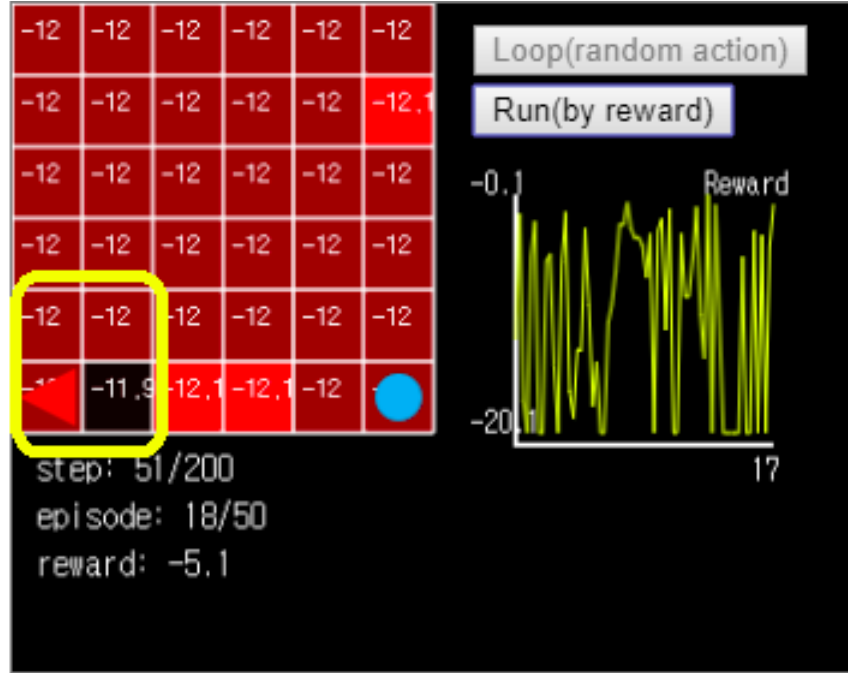 -12 -12 -12 -12 -12 -12
Loop(random action)
-12 -12 -12 -12 -12 -12,1
Run(by reward)
-12 -12 -12 -12 -12 -12
-0.1 Reward
-12 -12 -12 -12 -12 -12
-12 -12 -12 -12 -12 -12
-11,9 -12,1 -12,1 -12
-20.1
17
step: 51/200
episode: 18/50
reward: -5.1